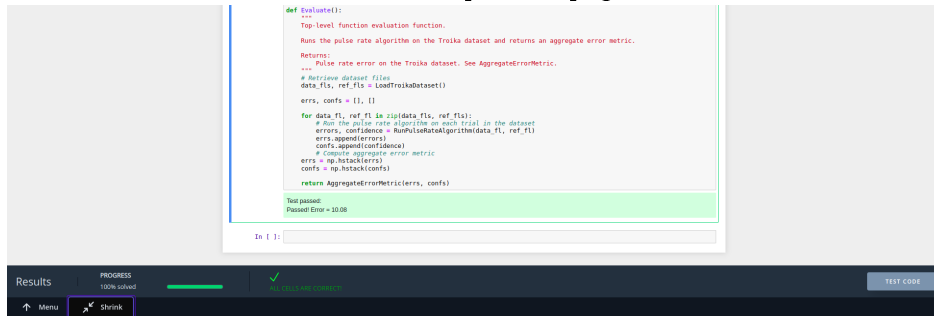 def Evaluate():
"""
Top-level function evaluation function.
Runs the pulse rate algorithm on the Troika dataset and returns an aggregate error metric.
Returns:
Pulse rate error on the Troika dataset. See AggregateErrorMetric.
"""
# Retrieve dataset files
data_fls, ref_fls = LoadTroikaDataset()
errs, confs = [], []
for data_fl, ref_fl in zip(data_fls, ref_fls):
# Run the pulse rate algorithm on each trial in the dataset
errors, confidence = RunPulseRateAlgorithm(data_fl, ref_fl)
errs.append(errors)
confs.append(confidence)
# Compute aggregate error metric
errs = np.hstack(errs)
confs = np.hstack(confs)
return AggregateErrorMetric(errs, confs)
Test passed:
Passed! Error = 10.08
In [ ]:
Results
PROGRESS
100% solved
ALL CELLS ARE CORRECT!
TEST CODE
Menu
Shrink